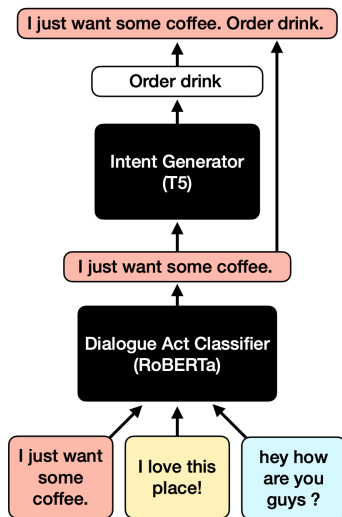 I just want some coffee. Order drink.
Order drink
Intent Generator
(T5)
I just want some coffee.
Dialogue Act Classifier
(RoBERTa)
I just want
some
coffee.
I love this
place!
hey how
are you
guys ?